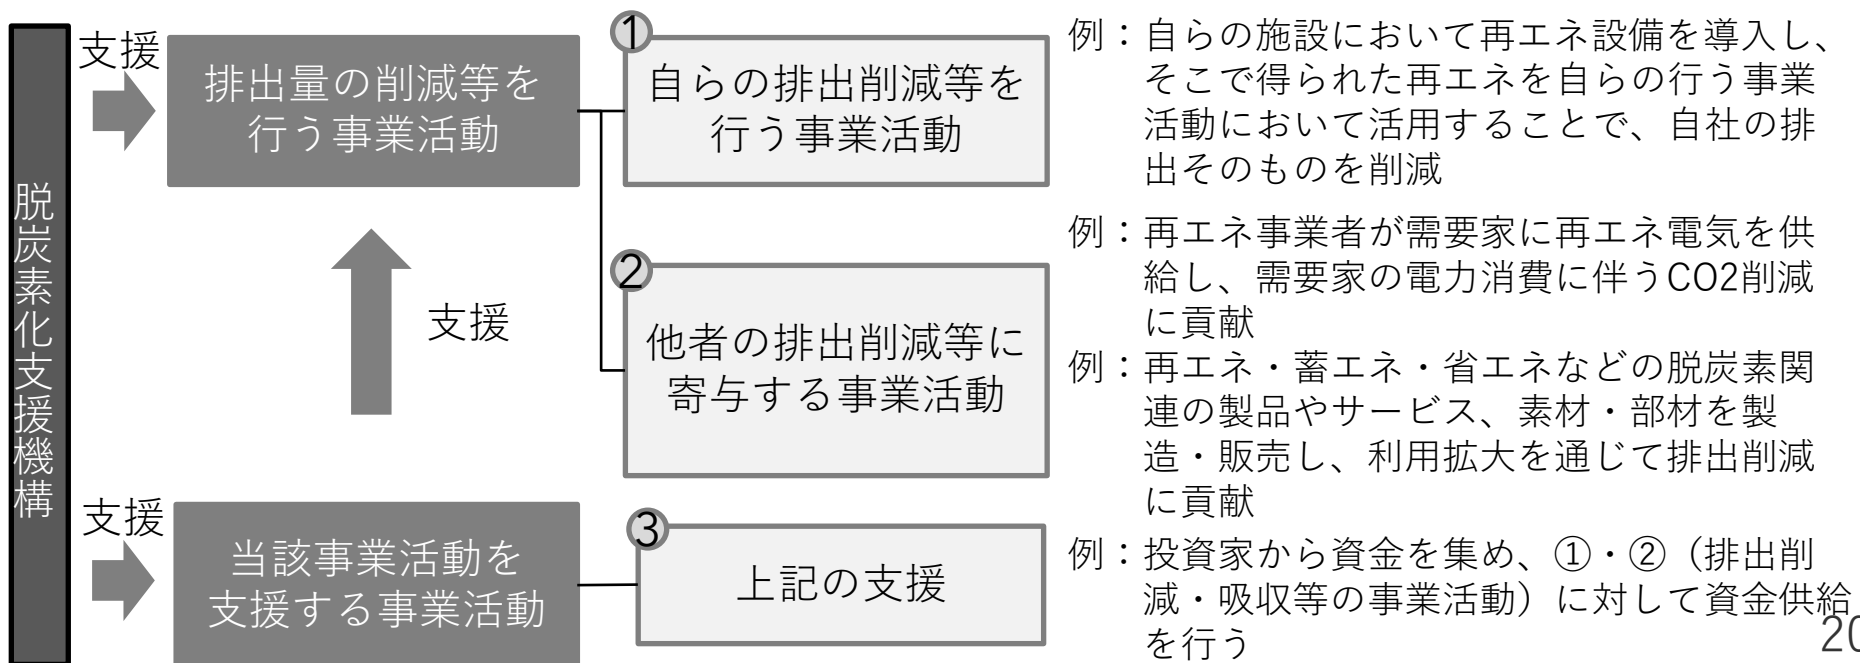 脱炭素化支援機構
支援
排出量の削減等を
行う事業活動
①
自らの排出削減等を
行う事業活動
例：自らの施設において再エネ設備を導入し、
そこで得られた再エネを自らの行う事業
活動において活用することで、自社の排
出そのものを削減
支援
②
他者の排出削減等に
寄与する事業活動
例：再エネ事業者が需要家に再エネ電気を供
給し、需要家の電力消費に伴うCO2削減
に貢献
例：再エネ・蓄エネ・省エネなどの脱炭素関
連の製品やサービス、素材・部材を製
造・販売し、利用拡大を通じて排出削減
に貢献
支援
当該事業活動を
支援する事業活動
③
上記の支援
例：投資家から資金を集め、①・②（排出削
減・吸収等の事業活動）に対して資金供給
を行う
20